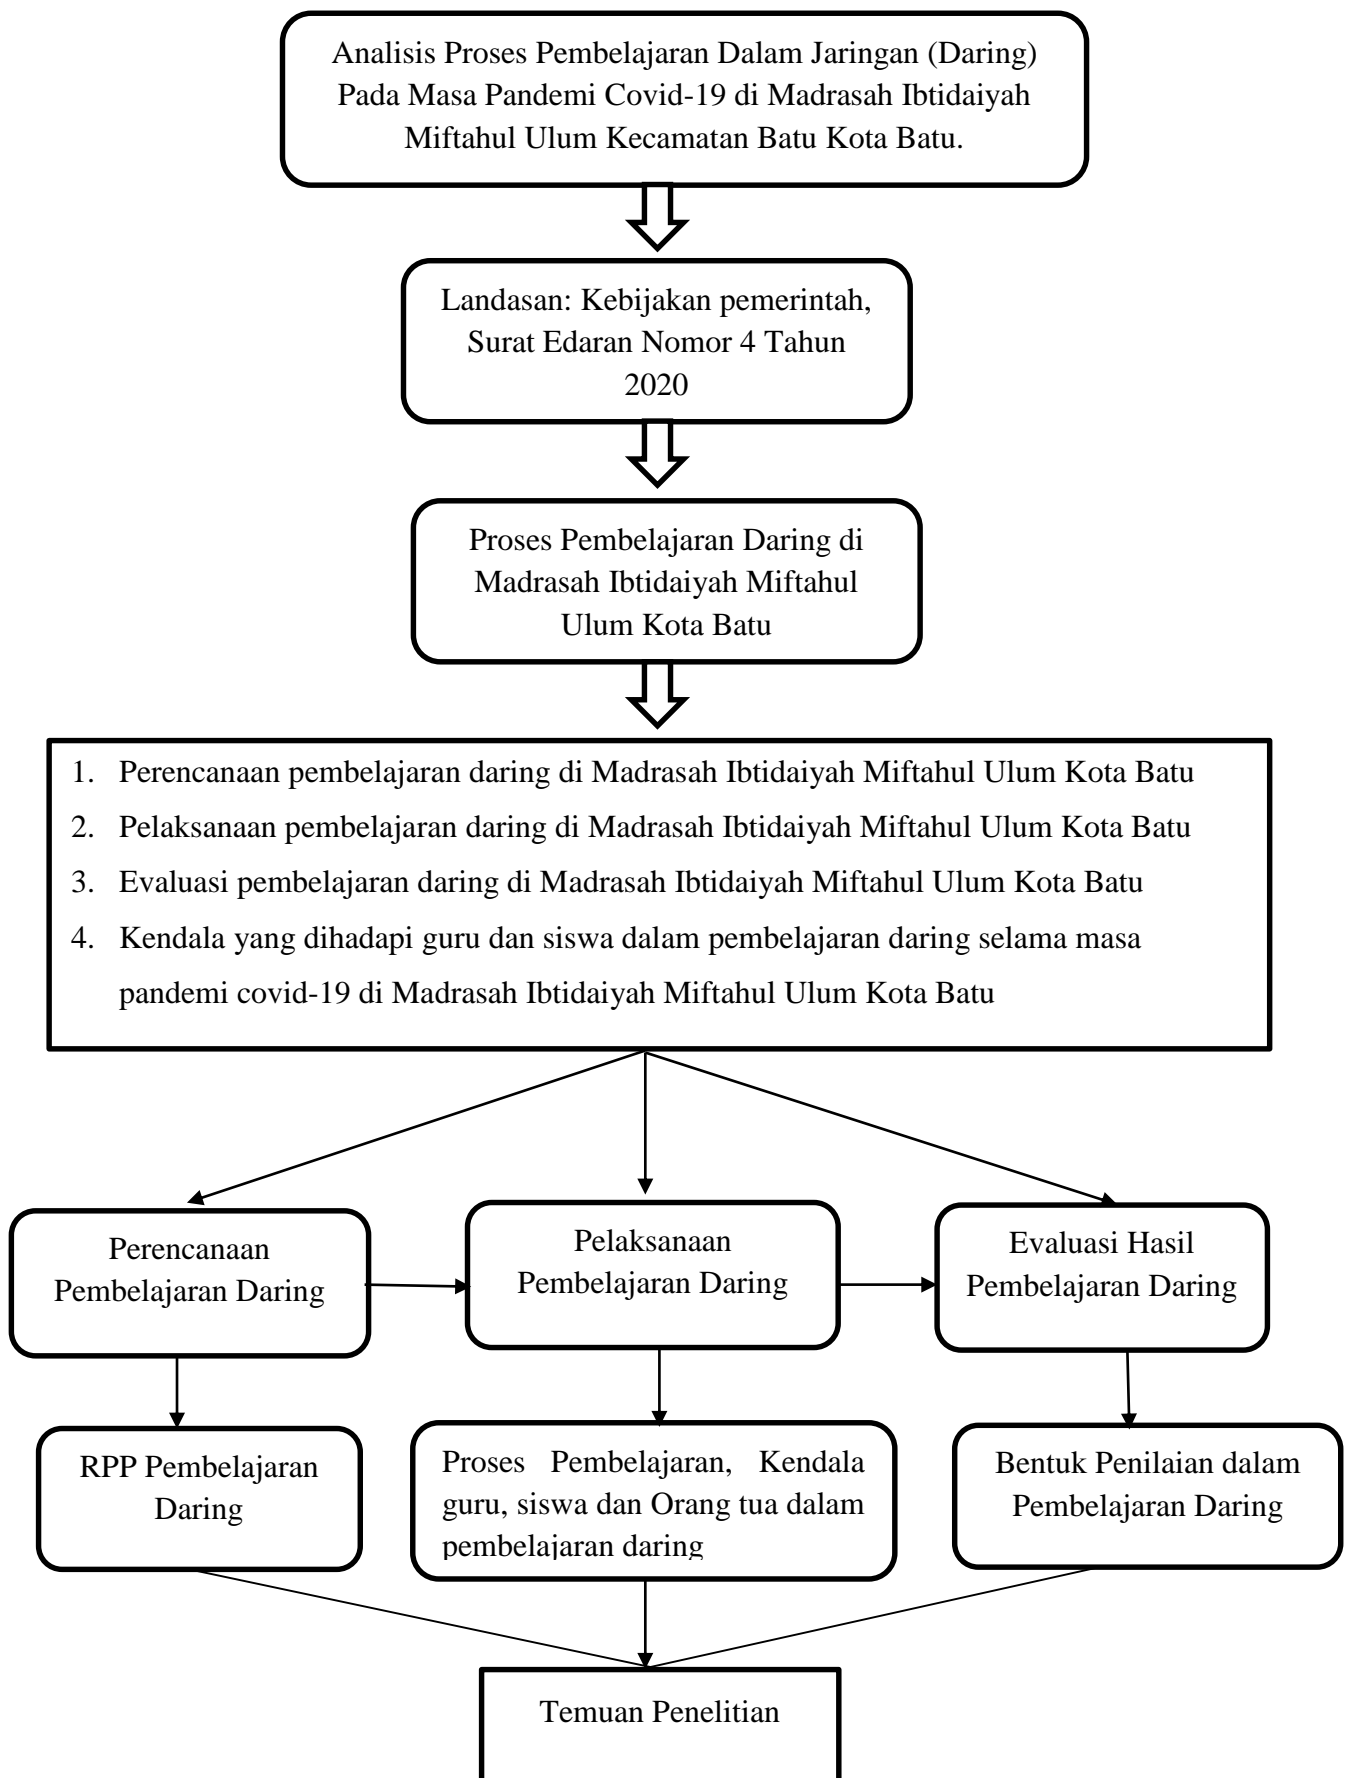 Analisis Proses Pembelajaran Dalam Jaringan (Daring)
Pada Masa Pandemi Covid-19 di Madrasah Ibtidaiyah
Miftahul Ulum Kecamatan Batu Kota Batu.
Landasan: Kebijakan pemerintah,
Surat Edaran Nomor 4 Tahun
2020
Proses Pembelajaran Daring di
Madrasah Ibtidaiyah Miftahul
Ulum Kota Batu
1. Perencanaan pembelajaran daring di Madrasah Ibtidaiyah Miftahul Ulum Kota Batu
2. Pelaksanaan pembelajaran daring di Madrasah Ibtidaiyah Miftahul Ulum Kota Batu
3. Evaluasi pembelajaran daring di Madrasah Ibtidaiyah Miftahul Ulum Kota Batu
4. Kendala yang dihadapi guru dan siswa dalam pembelajaran daring selama masa
pandemi covid-19 di Madrasah Ibtidaiyah Miftahul Ulum Kota Batu
Perencanaan
Pembelajaran Daring
Pelaksanaan
Pembelajaran Daring
Evaluasi Hasil
Pembelajaran Daring
RPP Pembelajaran
Daring
Proses Pembelajaran, Kendala
guru, siswa dan Orang tua dalam
pembelajaran daring
Bentuk Penilaian dalam
Pembelajaran Daring
Temuan Penelitian